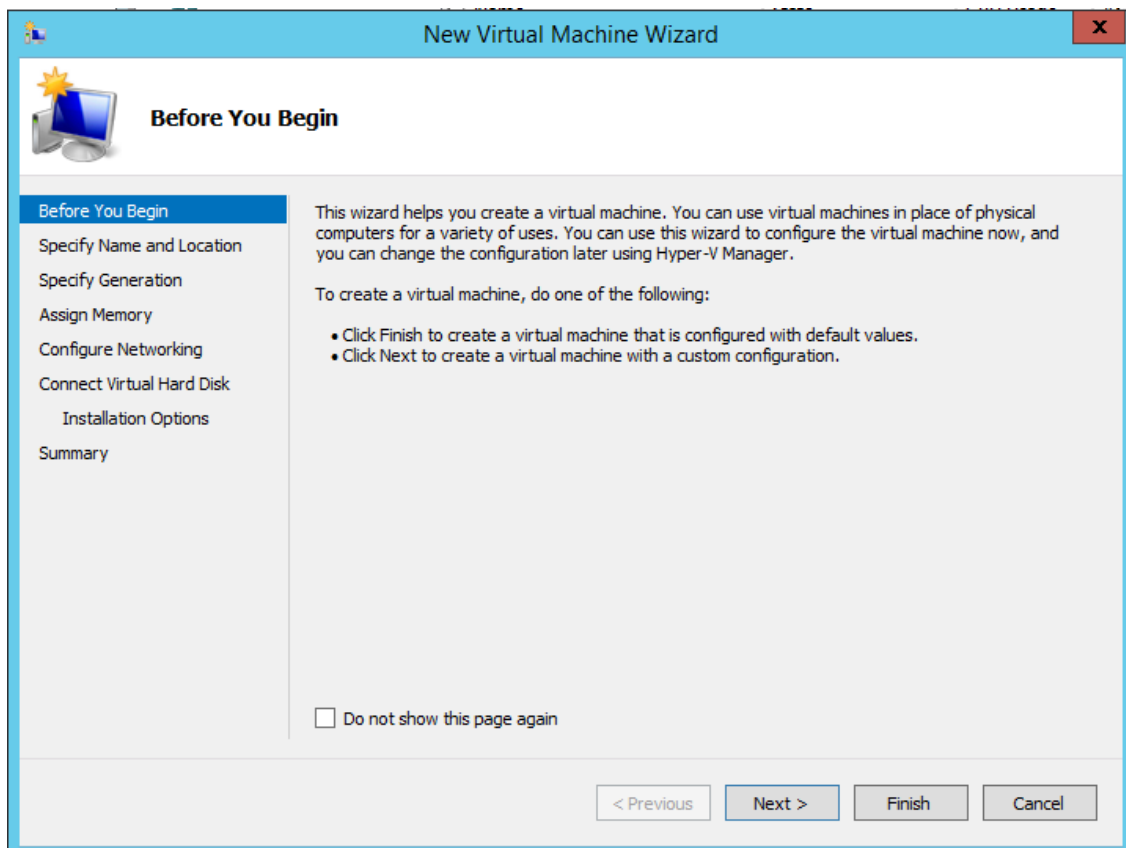 New Virtual Machine Wizard
x
Before You Begin
Before You Begin
Specify Name and Location
Specify Generation
Assign Memory
Configure Networking
Connect Virtual Hard Disk
Installation Options
Summary
This wizard helps you create a virtual machine. You can use virtual machines in place of physical
computers for a variety of uses. You can use this wizard to configure the virtual machine now, and
you can change the configuration later using Hyper-V Manager.
To create a virtual machine, do one of the following:
• Click Finish to create a virtual machine that is configured with default values.
• Click Next to create a virtual machine with a custom configuration.
Do not show this page again
< Previous
Next >
Finish
Cancel